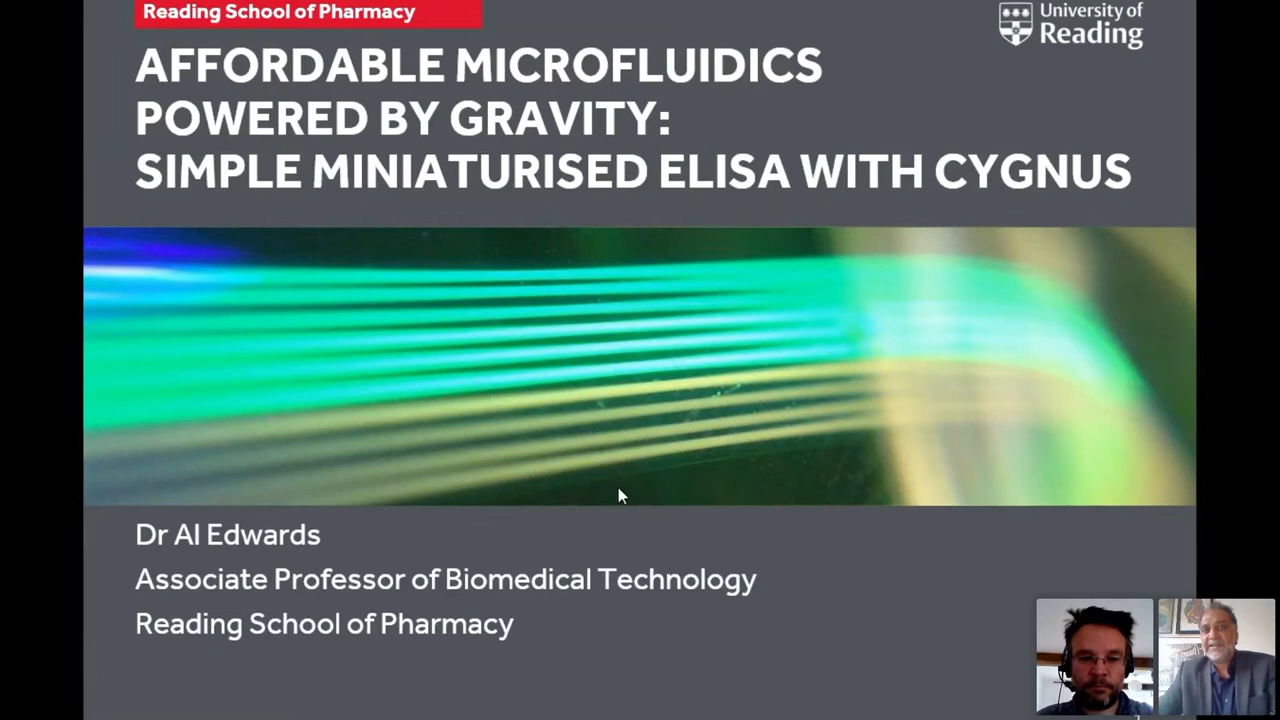 Reading School of Pharmacy
University of
Reading
AFFORDABLE MICROFLUIDICS
POWERED BY GRAVITY:
SIMPLE MINIATURISED ELISA WITH CYGNUS
Dr Al Edwards
Associate Professor of Biomedical Technology
Reading School of Pharmacy